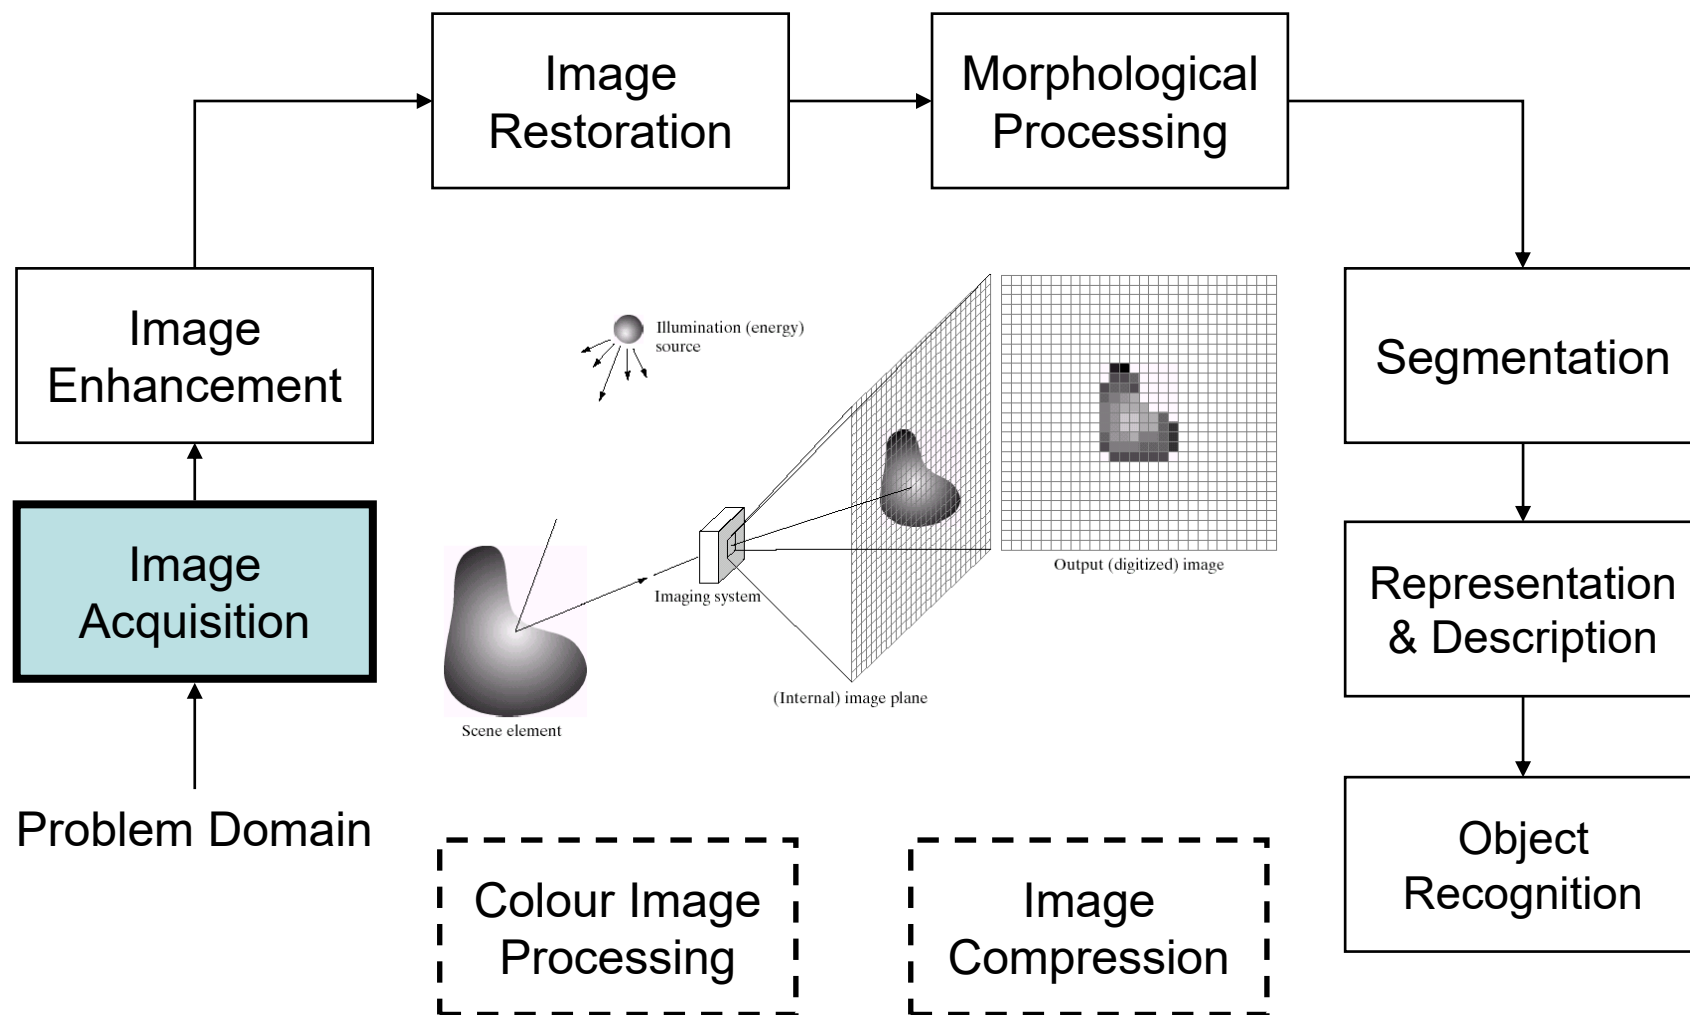 Image
Restoration
Morphological
Processing
Image
Enhancement
Illumination (energy)
source
Segmentation
Output (digitized) image
Image
Acquisition
Imaging system
Representation
& Description
(Internal) image plane
Scene element
Problem Domain
Object
Recognition
Colour Image
Processing
Image
Compression